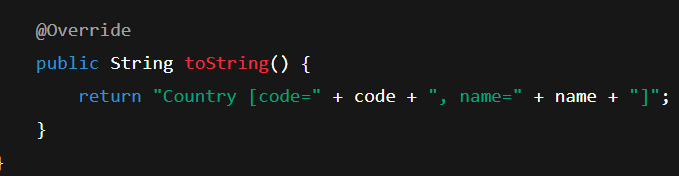 @Override
public String toString() {
return "Country [code=" + code + ", name=" + name + "]";
}
}